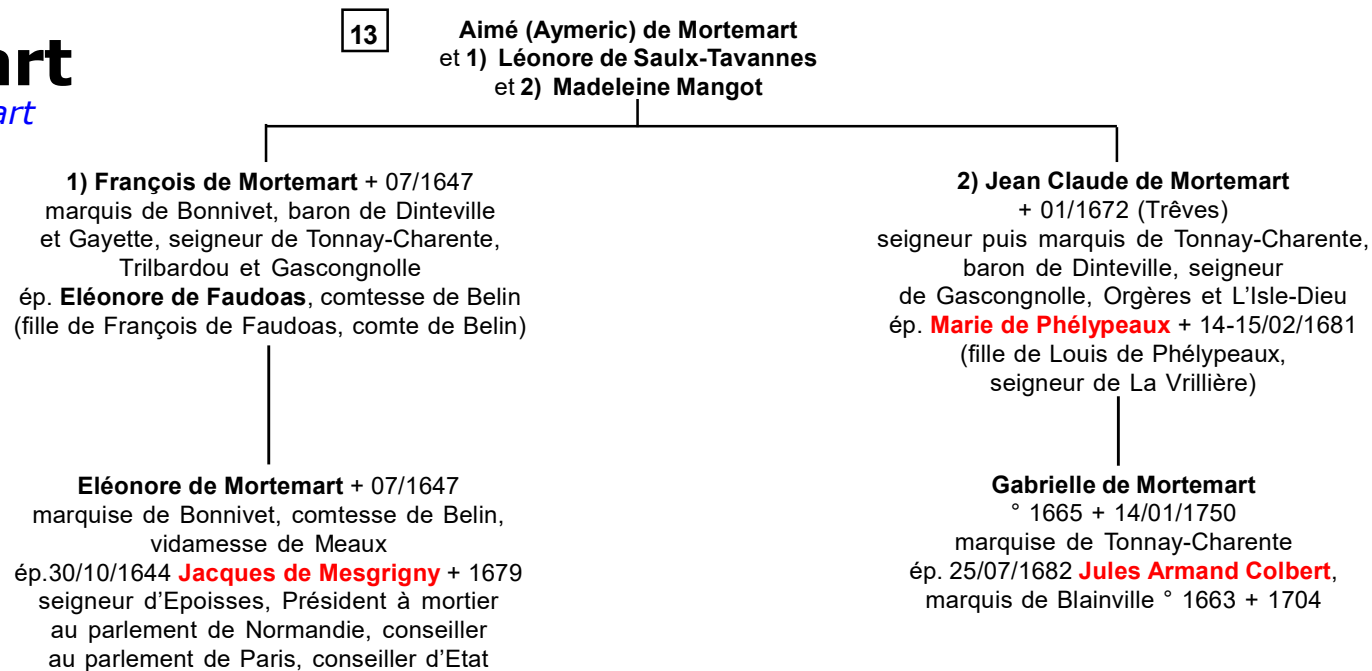 art
art
13
Aimé (Aymeric) de Mortemart
et 1) Léonore de Saulx-Tavannes
et 2) Madeleine Mangot
1) François de Mortemart + 07/1647
marquis de Bonnivet, baron de Dinteville
et Gayette, seigneur de Tonnay-Charente,
Trilbardou et Gascongnolle
ép. Eléonore de Faudoas, comtesse de Belin
(fille de François de Faudoas, comte de Belin)
2) Jean Claude de Mortemart
+ 01/1672 (Trêves)
seigneur puis marquis de Tonnay-Charente,
baron de Dinteville, seigneur
de Gascongnolle, Orgères et L'Isle-Dieu
ép. Marie de Phélypeaux + 14-15/02/1681
(fille de Louis de Phélypeaux,
seigneur de La Vrillière)
Eléonore de Mortemart + 07/1647
marquise de Bonnivet, comtesse de Belin,
vidamesse de Meaux
ép.30/10/1644 Jacques de Mesgrigny + 1679
seigneur d'Epoisses, Président à mortier
au parlement de Normandie, conseiller
au parlement de Paris, conseiller d'Etat
Gabrielle de Mortemart
° 1665 + 14/01/1750
marquise de Tonnay-Charente
ép. 25/07/1682 Jules Armand Colbert,
marquis de Blainville ° 1663 + 1704